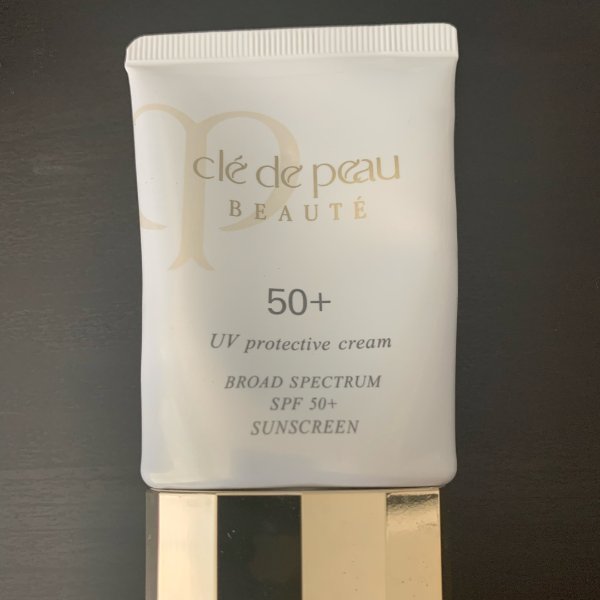 clé de peau
BEAUTÉ
50+
UV protective cream
BROAD SPECTRUM
SPF 50+
SUNSCREEN